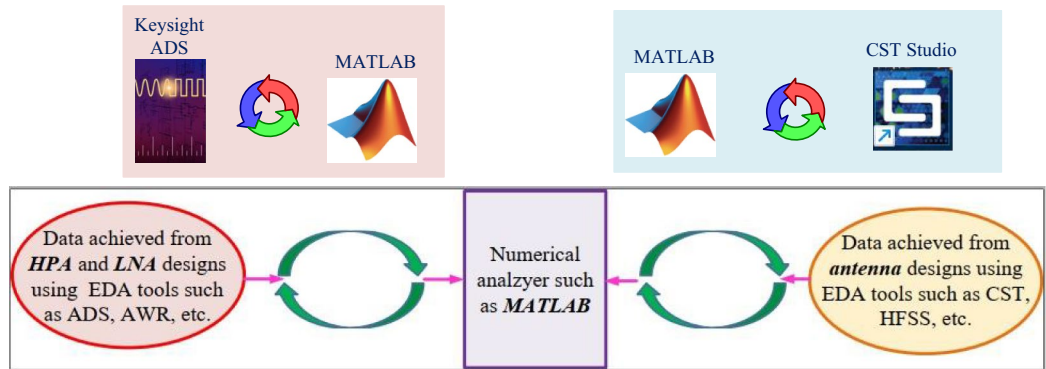 Keysight
ADS
MATLAB
MATLAB
CST Studio
Data achieved from
HPA and LNA designs
using EDA tools such
as ADS, AWR, etc.
Numerical
analzyer such
as MATLAB
Data achieved from
antenna designs using
EDA tools such as CST,
HFSS, etc.